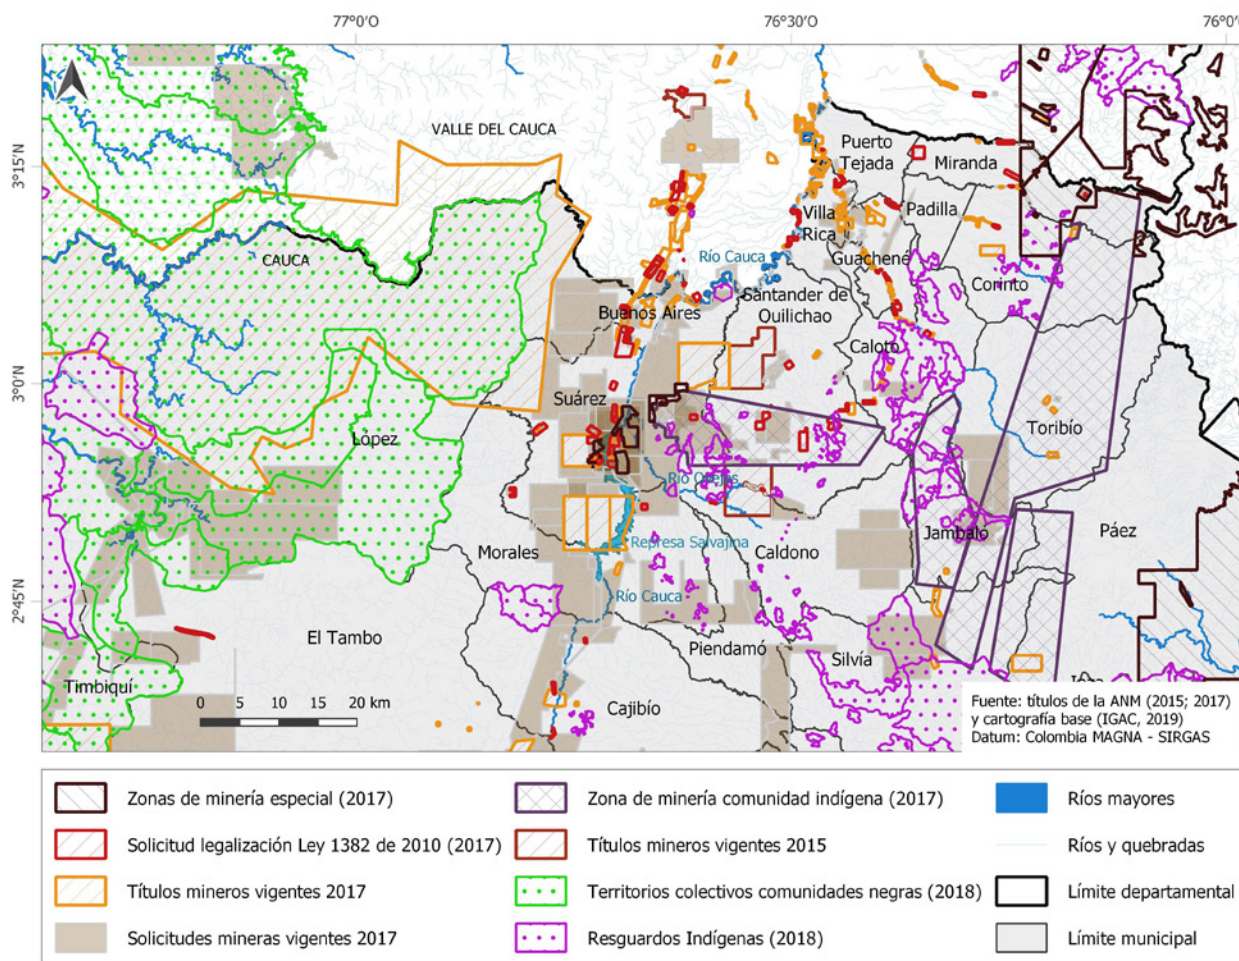 77°0'0
76°30'0
76°0'0
3°15'N
3°0'N
2°45'N
VALLE DEL CAUCA
CAUCA
Puerto
Tejada
Miranda
Padilla
Villa
Rica
Guachené
Río Cauca
Corinto
Santander de
Quilichao
Buenos Aires
Caloto
Suárez
Toribío
López
Río Ovejas
Represa Salvajina
Morales
Caldono
Jambaló
Páez
Río Cauca
El Tambo
Piendamó
Silvía
Timbiquí
Cajibío
0 5 10 15 20 km
Fuente: títulos de la ANM (2015; 2017)
y cartografía base (IGAC, 2019)
Datum: Colombia MAGNA - SIRGAS
Zonas de minería especial (2017)
Zona de minería comunidad indígena (2017)
Ríos mayores
Solicitud legalización Ley 1382 de 2010 (2017)
Títulos mineros vigentes 2015
Ríos y quebradas
Títulos mineros vigentes 2017
Territorios colectivos comunidades negras (2018)
Límite departamental
Solicitudes mineras vigentes 2017
Resguardos Indígenas (2018)
Límite municipal